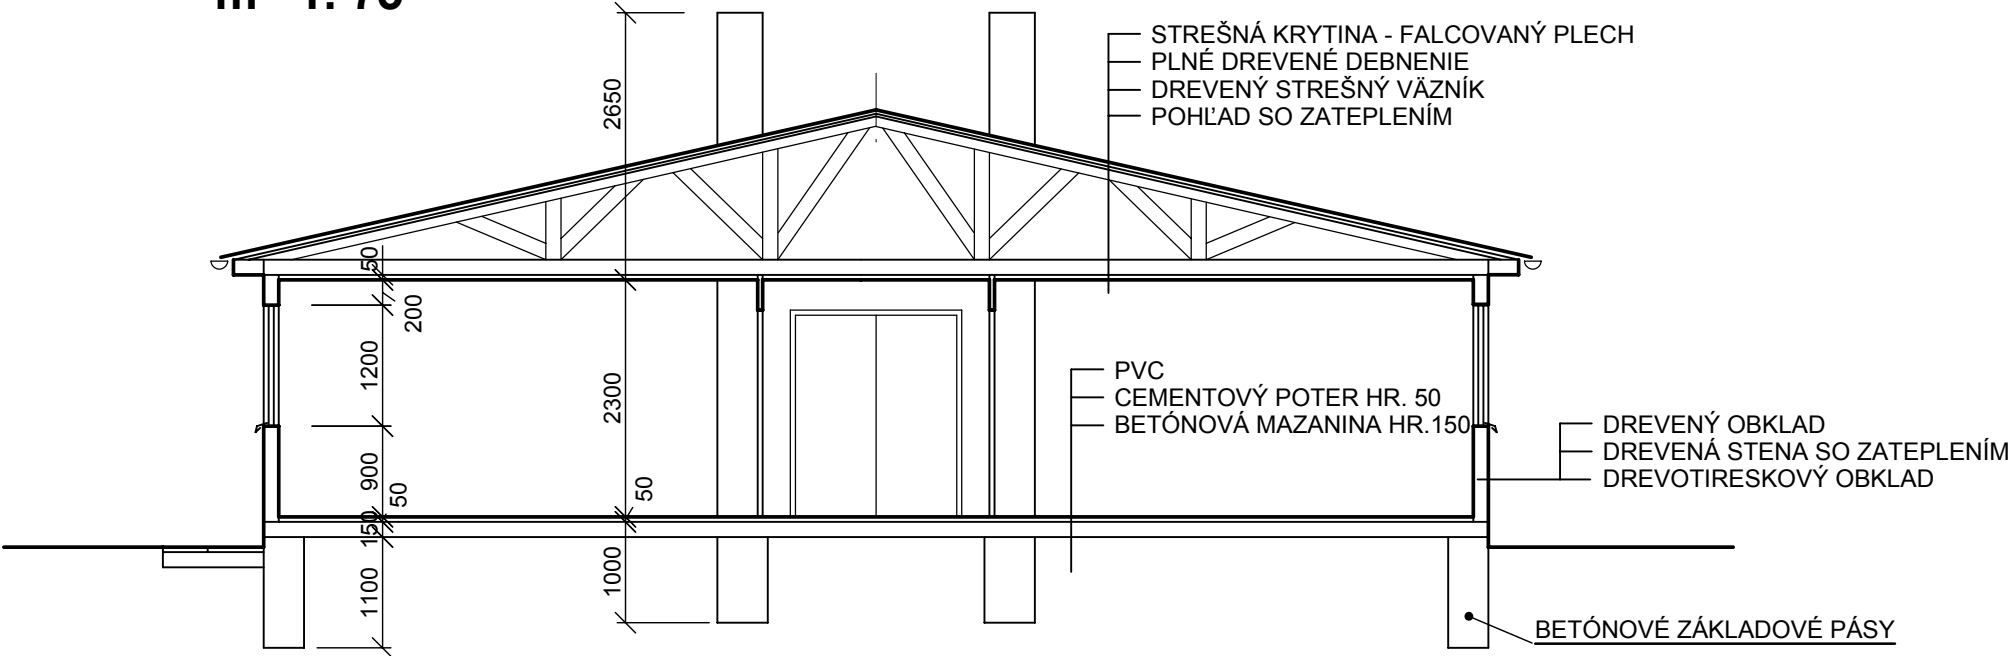 STREŠNÁ KRYTINA - FALCOVANÝ PLECH
PLNÉ DREVENÉ DEBNENIE
DREVENÝ STREŠNÝ VÄZNÍK
POHĽAD SO ZATEPLENÍM
2650
50
200
1200
2300
900
50
50
150
1100
1000
PVC
CEMENTOVÝ POTER HR. 50
BETÓNOVÁ MAZANINA HR.150
DREVENÝ OBKLAD
DREVENÁ STENA SO ZATEPLENÍM
DREVOTIRESKOVÝ OBKLAD
BETÓNOVÉ ZÁKLADOVÉ PÁSY